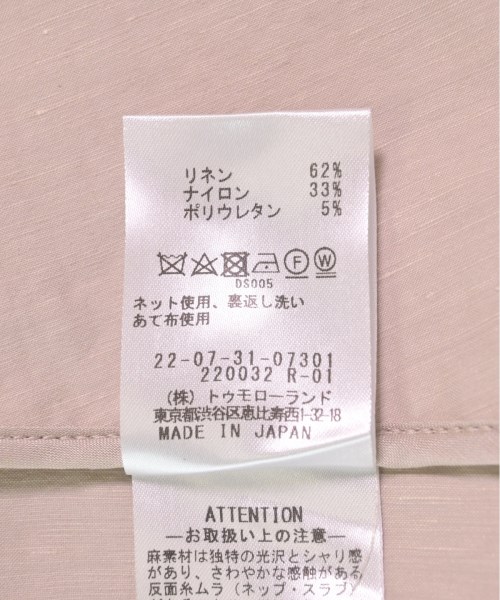 リネン 62%
ナイロン 33%
ポリウレタン 5%
F W
DS005
ネット使用、裏返し洗い
あて布使用
22-07-31-07301
220032 R-01
(株) トゥモローランド
東京都渋谷区恵比寿西1-32-18
MADE IN JAPAN
ATTENTION
―お取扱い上の注意―
麻素材は独特の光沢とシャリ感
があり、さわやかな感触がある
反面糸ムラ(ネップ・スラブ)